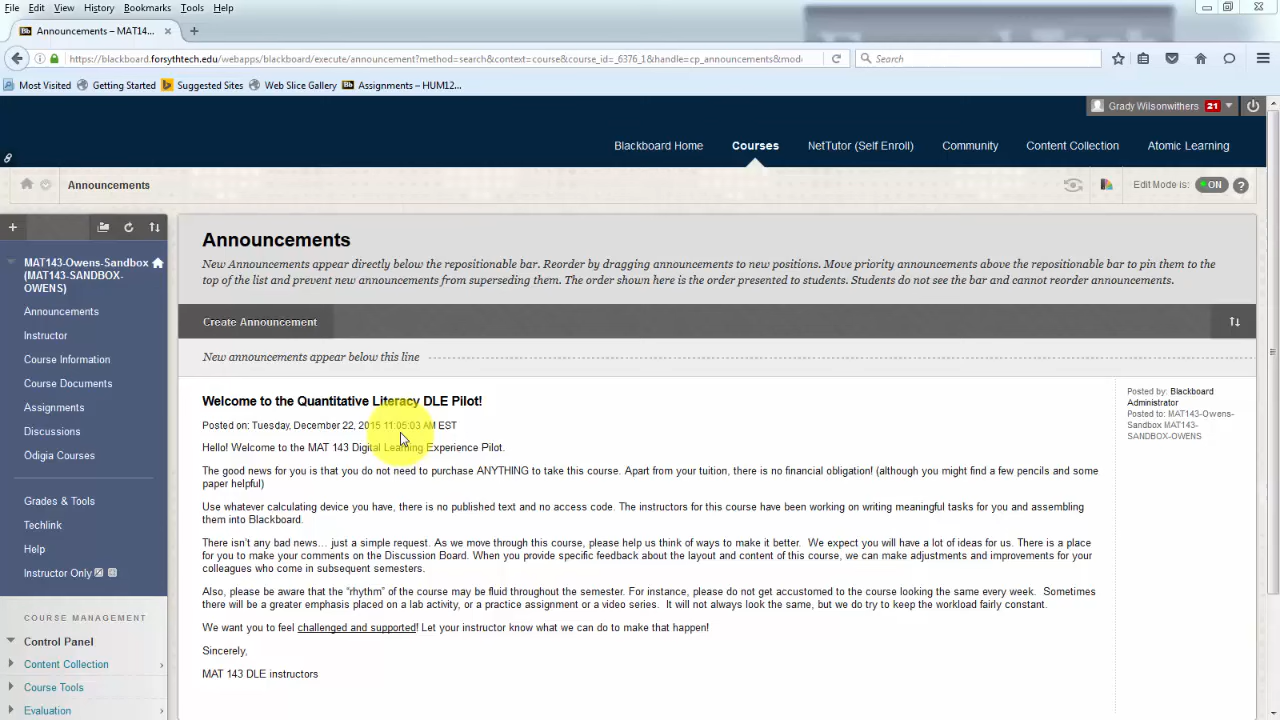 File Edit View History Bookmarks Tools Help
Bb Announcements – MAT143...
https://blackboard.forsythtech.edu/webapps/blackboard/execute/announcement?method=search&context=course&course_id=_6376_1&handle=cp_announcements&mode
Search
Most Visited Getting Started Suggested Sites Web Slice Gallery Bb Assignments – HUM12...
Grady Wilsonwithers 21
Blackboard Home Courses NetTutor (Self Enroll) Community Content Collection Atomic Learning
Announcements
Edit Mode is: ON ?
MAT143-Owens-Sandbox
(MAT143-SANDBOX-
OWENS)
Announcements
Instructor
Course Information
Course Documents
Assignments
Discussions
Odigia Courses
Grades & Tools
Techlink
Help
Instructor Only
COURSE MANAGEMENT
Control Panel
Content Collection
Course Tools
Evaluation
Announcements
New Announcements appear directly below the repositionable bar. Reorder by dragging announcements to new positions. Move priority announcements above the repositionable bar to pin them to the
top of the list and prevent new announcements from superseding them. The order shown here is the order presented to students. Students do not see the bar and cannot reorder announcements.
Create Announcement
New announcements appear below this line
Welcome to the Quantitative Literacy DLE Pilot!
Posted on: Tuesday, December 22, 2015 11:05:03 AM EST
Hello! Welcome to the MAT 143 Digital Learning Experience Pilot.
The good news for you is that you do not need to purchase ANYTHING to take this course. Apart from your tuition, there is no financial obligation! (although you might find a few pencils and some
paper helpful)
Use whatever calculating device you have, there is no published text and no access code. The instructors for this course have been working on writing meaningful tasks for you and assembling
them into Blackboard.
There isn't any bad news… just a simple request. As we move through this course, please help us think of ways to make it better. We expect you will have a lot of ideas for us. There is a place
for you to make your comments on the Discussion Board. When you provide specific feedback about the layout and content of this course, we can make adjustments and improvements for your
colleagues who come in subsequent semesters.
Also, please be aware that the "rhythm" of the course may be fluid throughout the semester. For instance, please do not get accustomed to the course looking the same every week. Sometimes
there will be a greater emphasis placed on a lab activity, or a practice assignment or a video series. It will not always look the same, but we do try to keep the workload fairly constant.
We want you to feel challenged and supported! Let your instructor know what we can do to make that happen!
Sincerely,
MAT 143 DLE instructors
Posted by: Blackboard
Administrator
Posted to: MAT143-Owens-
Sandbox MAT143-
SANDBOX-OWENS